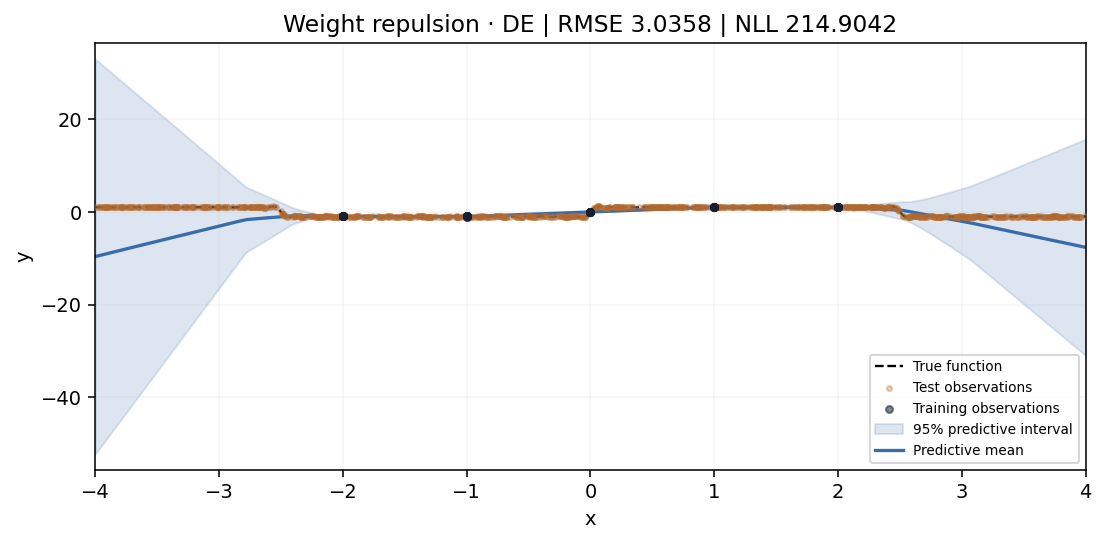 Weight repulsion · DE | RMSE 3.0358 | NLL 214.9042
20
0
−20
−40
y
−4 −3 −2 −1 0 1 2 3 4
x
True function
Test observations
Training observations
95% predictive interval
Predictive mean